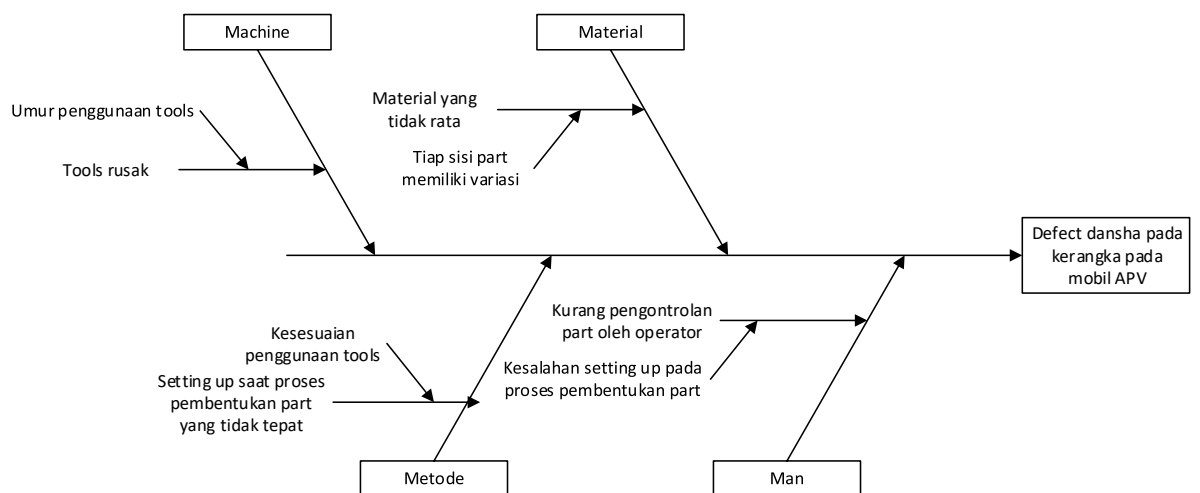 Machine
Material
Umur penggunaan tools
Tools rusak
Material yang
tidak rata
Tiap sisi part
memiliki variasi
Defect dansha pada
kerangka pada
mobil APV
Kesesuaian
penggunaan tools
Setting up saat proses
pembentukan part
yang tidak tepat
Kurang pengontrolan
part oleh operator
Kesalahan setting up pada
proses pembentukan part
Metode
Man